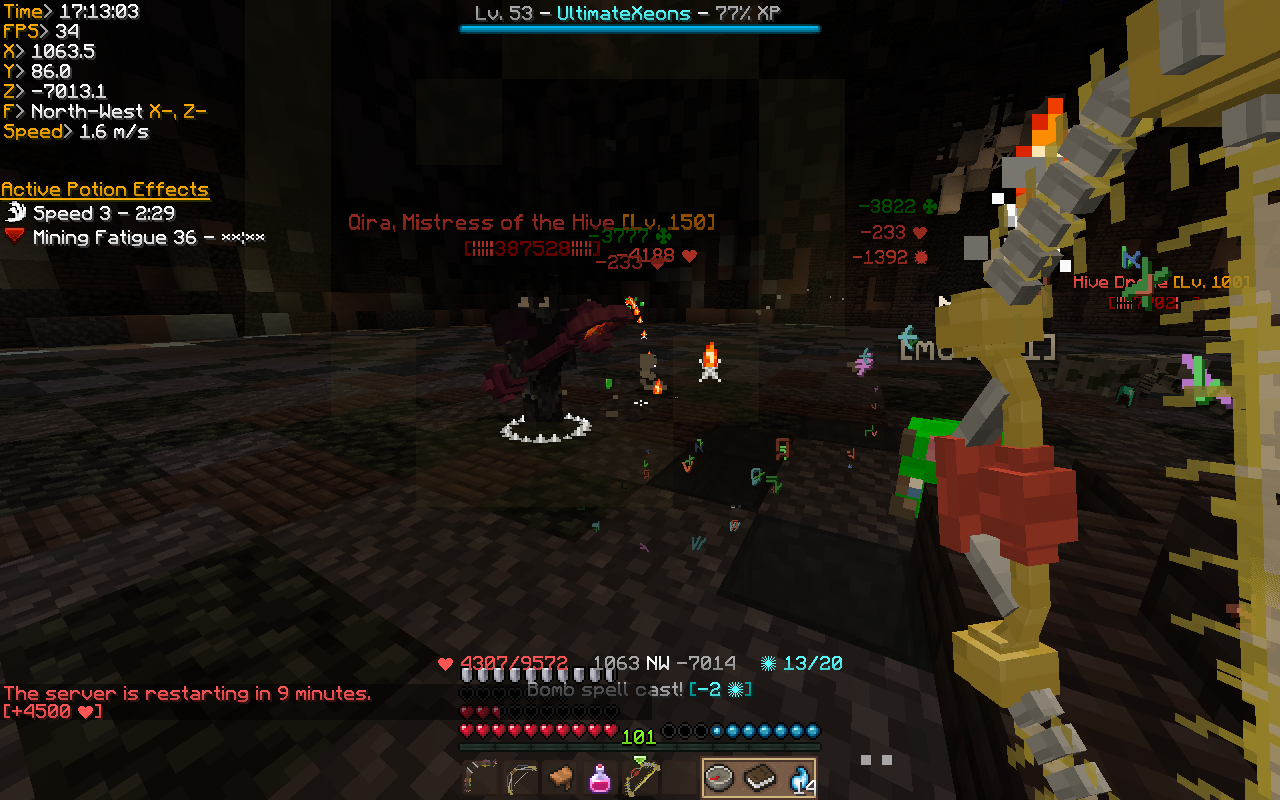 Time> 17:13:03
FPS> 34
X> 1063.5
Y> 86.0
Z> -7013.1
F> North-West X-, Z-
Speed> 1.6 m/s
Active Potion Effects
Speed 3 - 2:29
Mining Fatigue 36 -
Lv. 53 - UltimateXeons - 77% XP
Qira, Mistress of the Hive [Lv. 150]
[||||387528||||]
-3777
-4188
-233
-3822
-233
-1392
Hive [Lv. 100]
4307/9572 1063 NW -7014 13/20
Bomb spell cast! [-2]
The server is restarting in 9 minutes.
[+4500 ❤]
101
14